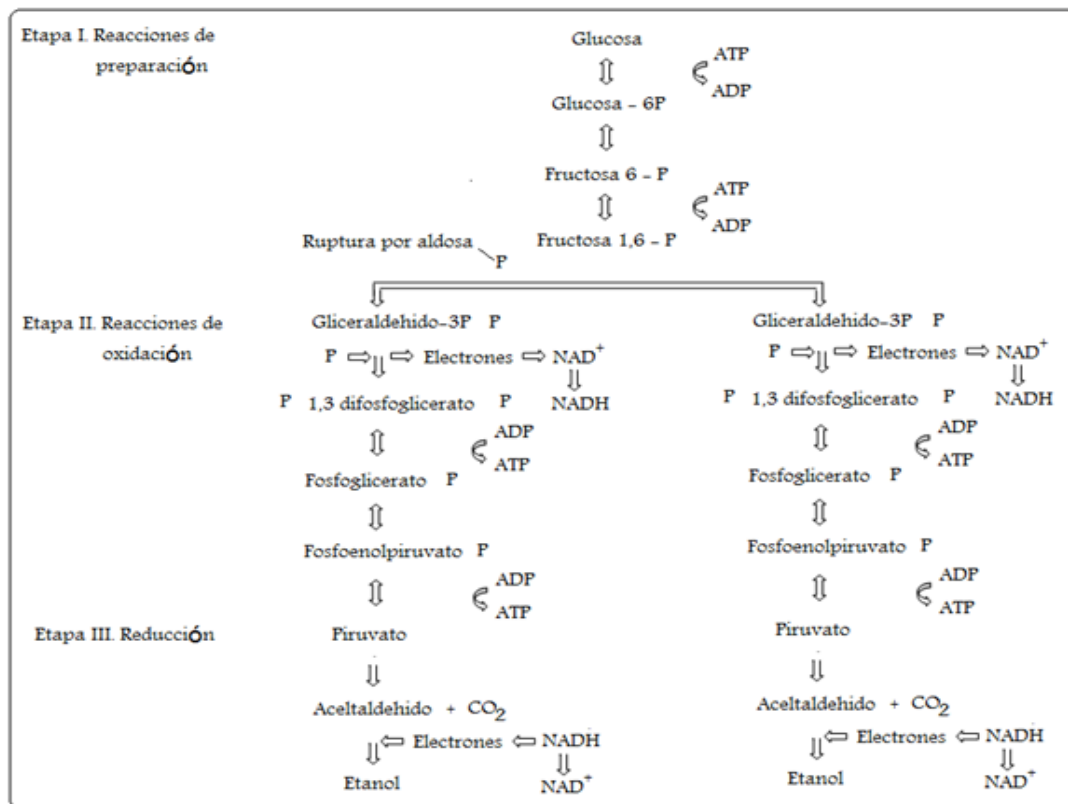 Etapa I. Reacciones de
preparación
Glucosa
ATP
ADP
Glucosa - 6P
Fructosa 6 - P
ATP
ADP
Fructosa 1,6 - P
Ruptura por aldosa
P
Etapa II. Reacciones de
oxidación
Gliceraldehido-3P P
P Electrones NAD+
NADH
P 1,3 difosfoglicerato P
ADP
ATP
Fosfoglicerato P
Fosfoenolpiruvato P
ADP
ATP
Etapa III. Reducción
Piruvato
Aceltaldehido + CO2
Electrones NADH
Etanol
NAD+
Gliceraldehido-3P P
P Electrones NAD+
NADH
P 1,3 difosfoglicerato P
ADP
ATP
Fosfoglicerato P
Fosfoenolpiruvato P
ADP
ATP
Piruvato
Aceltaldehido + CO2
Electrones NADH
Etanol
NAD+